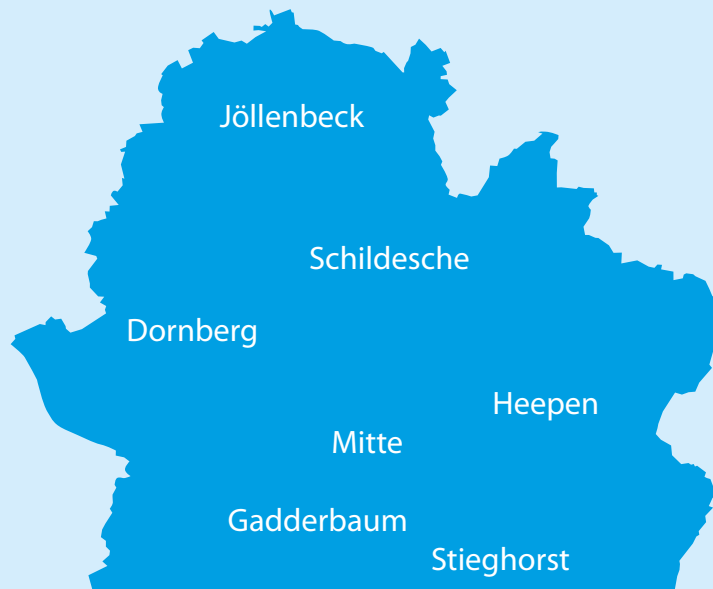 Jöllenbeck
Schildesche
Dornberg
Heepen
Mitte
Gadderbaum
Stieghorst